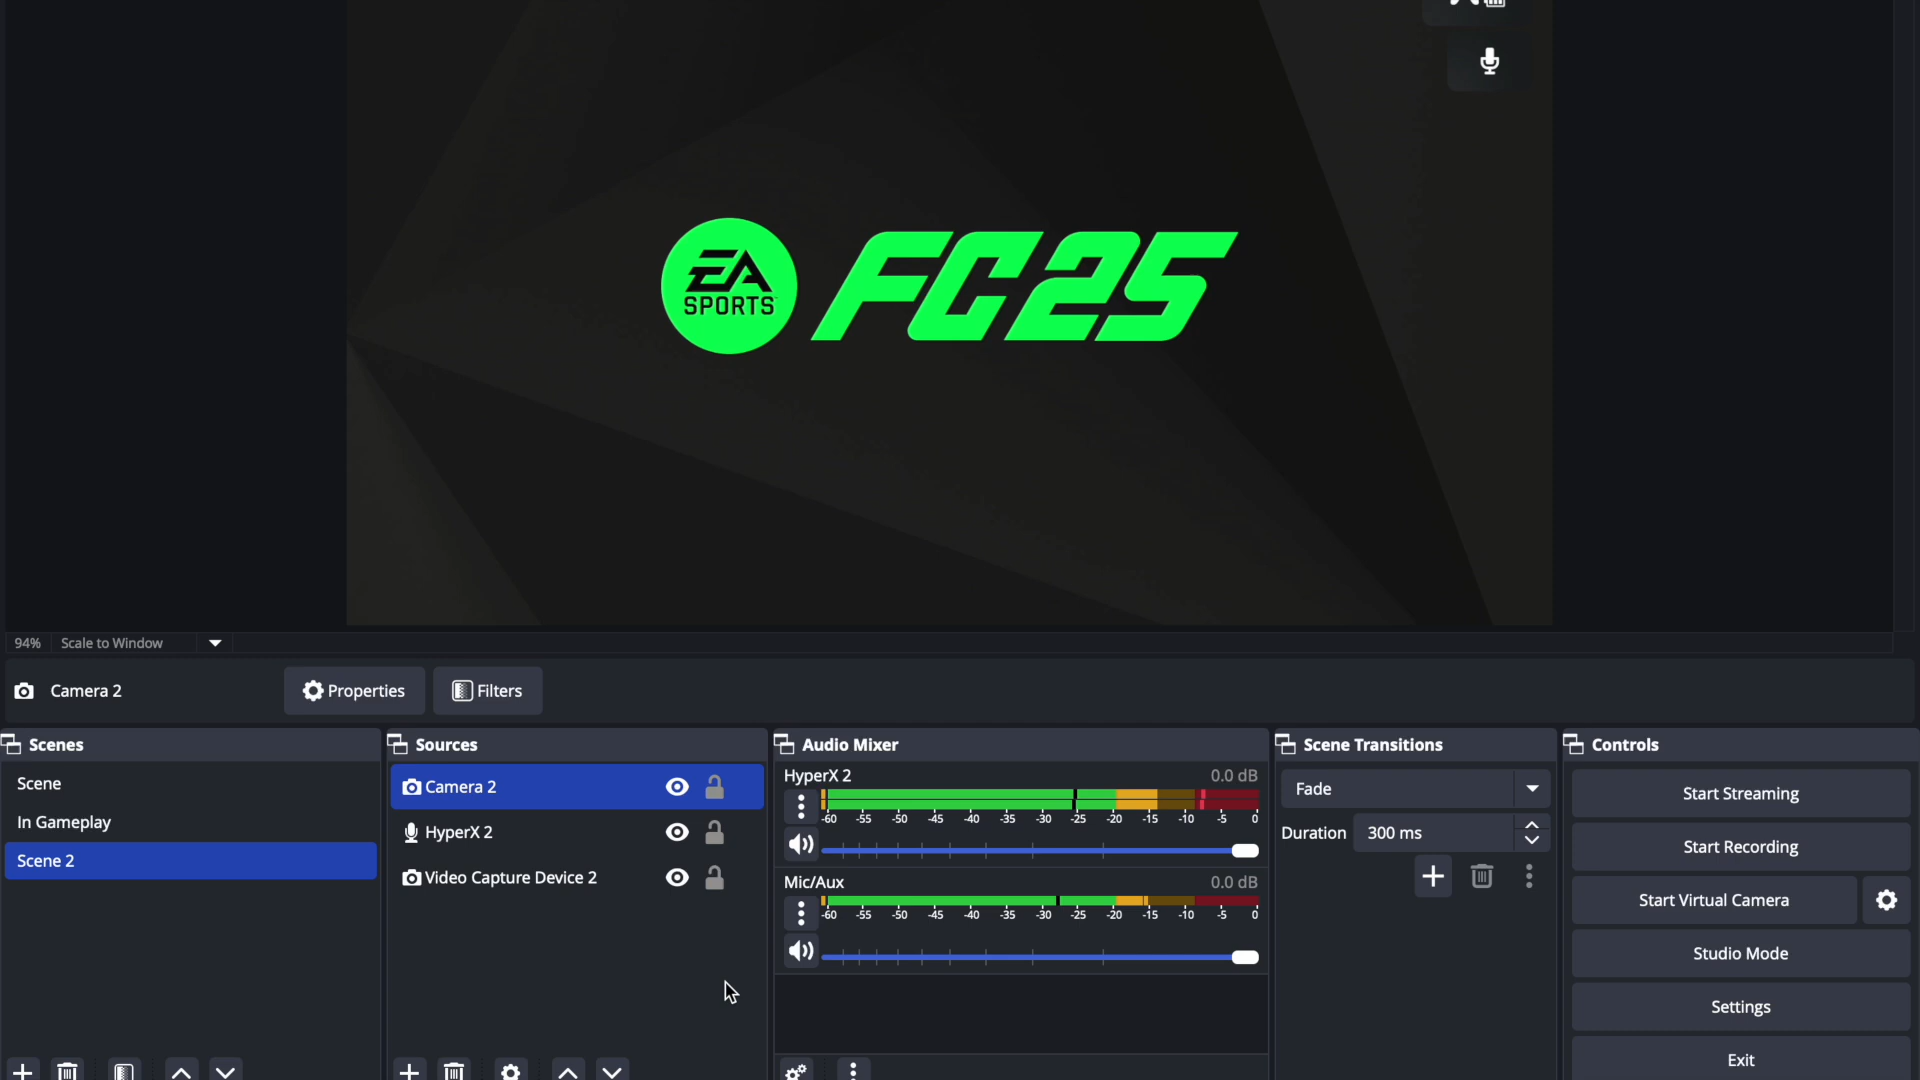 EA
SPORTS
FC25
94% Scale to Window
Camera 2 Properties Filters
Scenes
Scene
In Gameplay
Scene 2
Sources
Camera 2
HyperX 2
Video Capture Device 2
Audio Mixer
HyperX 2 0.0 dB
-60 -55 -50 -45 -40 -35 -30 -25 -20 -15 -10 -5 0
Mic/Aux 0.0 dB
-60 -55 -50 -45 -40 -35 -30 -25 -20 -15 -10 -5 0
Scene Transitions
Fade
Duration 300 ms
Controls
Start Streaming
Start Recording
Start Virtual Camera
Studio Mode
Settings
Exit